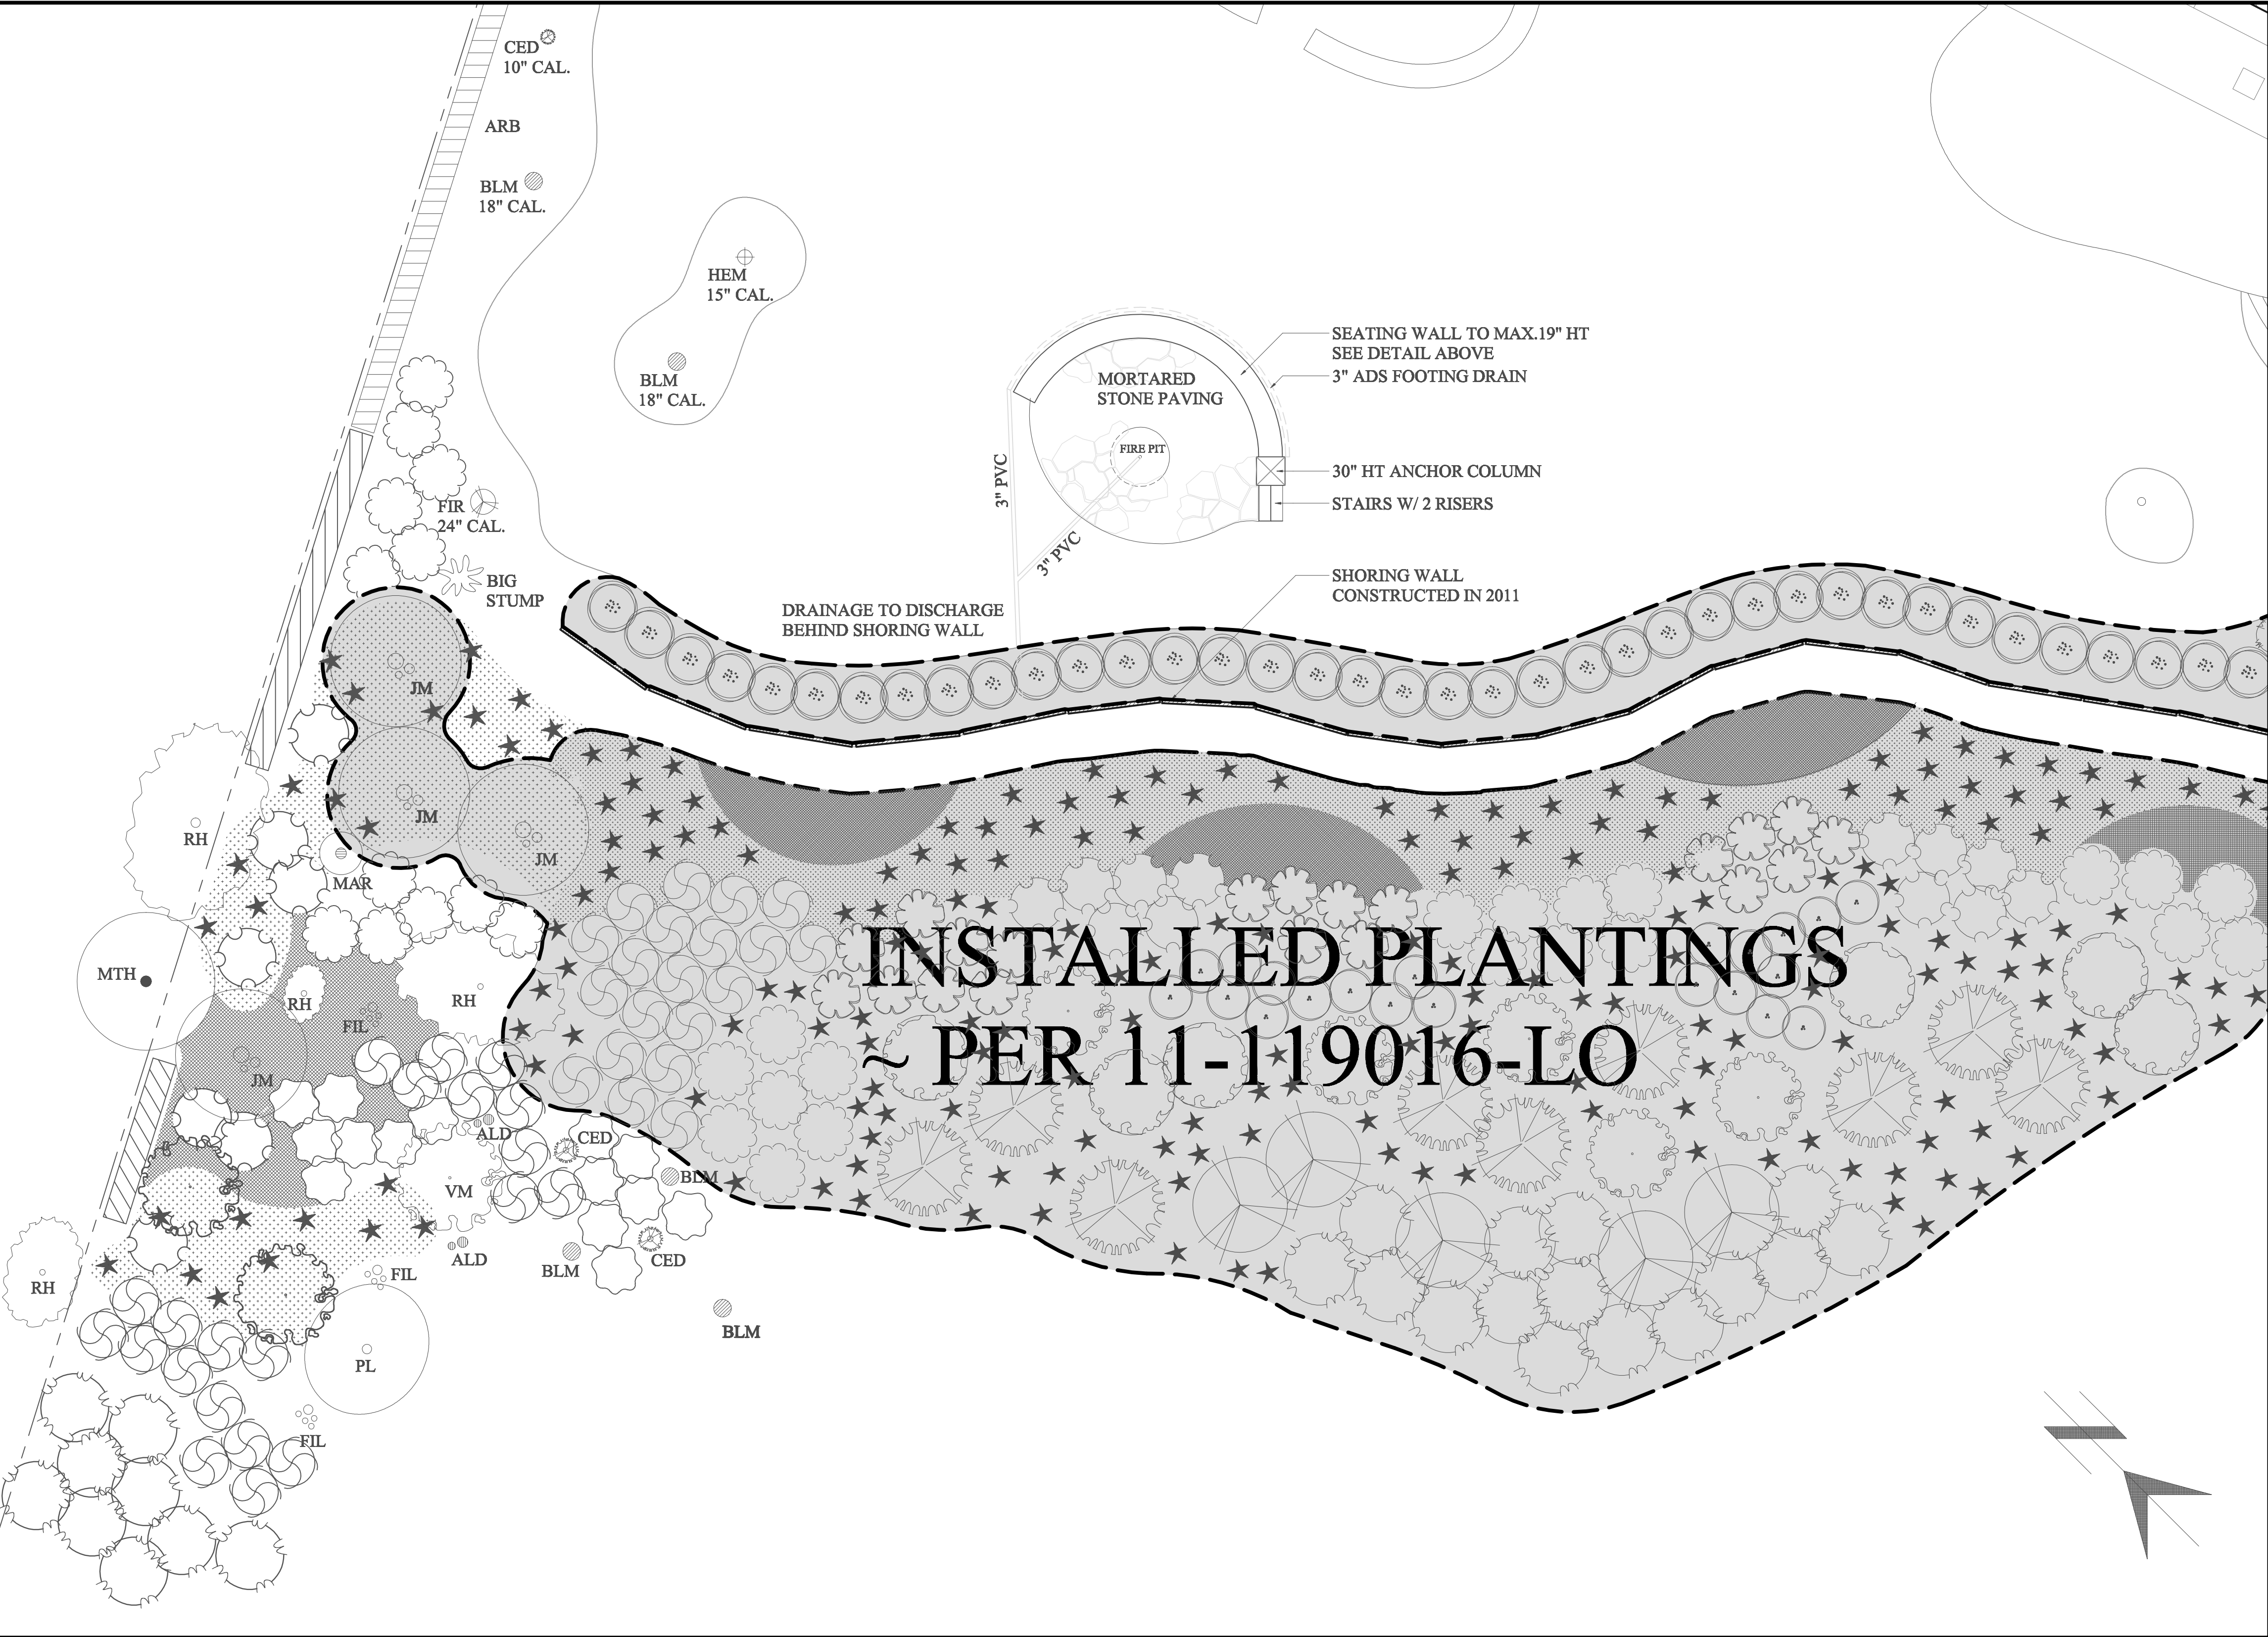 CED
10" CAL.
ARB
BLM
18" CAL.
HEM
15" CAL.
BLM
18" CAL.
SEATING WALL TO MAX.19" HT
SEE DETAIL ABOVE
3" ADS FOOTING DRAIN
MORTARED
STONE PAVING
FIRE PIT
30" HT ANCHOR COLUMN
STAIRS W/ 2 RISERS
3" PVC
3" PVC
FIR
24" CAL.
BIG
STUMP
SHORING WALL
CONSTRUCTED IN 2011
DRAINAGE TO DISCHARGE
BEHIND SHORING WALL
JM
JM
JM
RH
MAR
MTH
RH
RH
FIL
JM
INSTALLED PLANTINGS
~ PER 11-119016-LO
ALD
CED
BLM
VM
ALD
BLM
CED
RH
FIL
BLM
PL
FIL